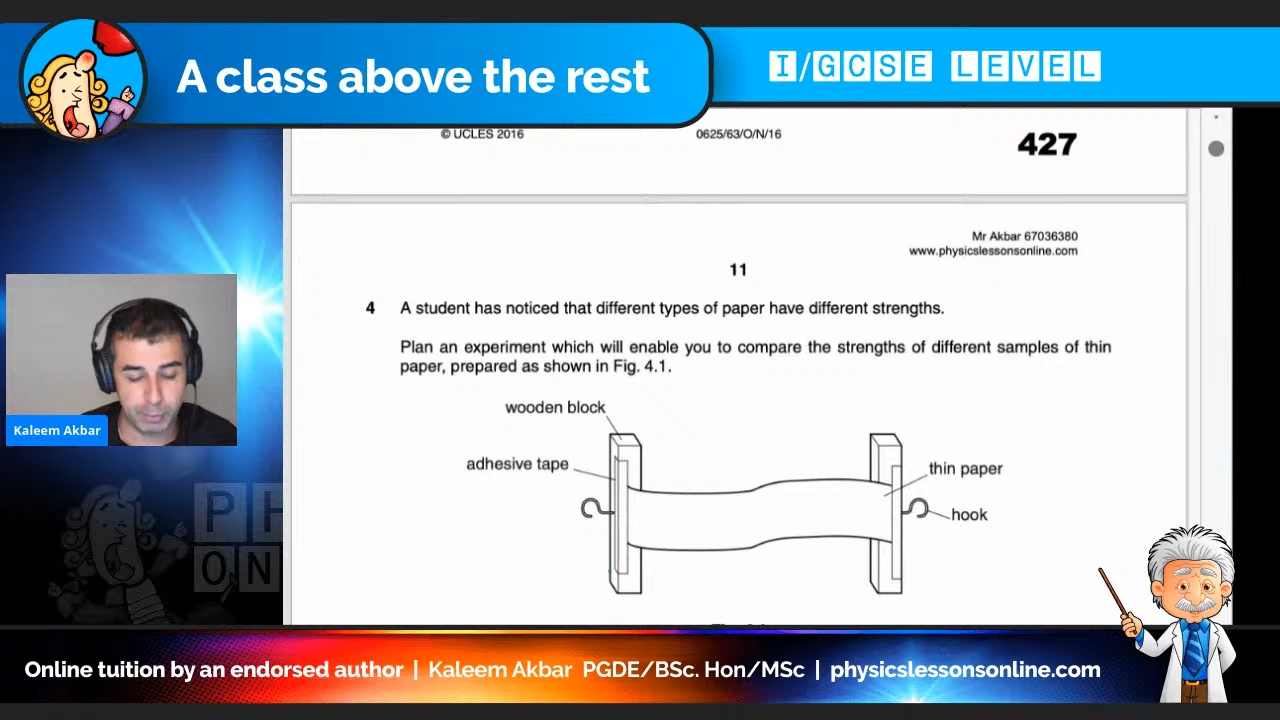 A class above the rest
I/GCSE LEVEL
© UCLES 2016
0625/63/O/N/16
427
Mr Akbar 67036380
www.physicslessonsonline.com
11
4 A student has noticed that different types of paper have different strengths.
Plan an experiment which will enable you to compare the strengths of different samples of thin
paper, prepared as shown in Fig. 4.1.
wooden block
adhesive tape
thin paper
hook
Kaleem Akbar
PH
ON
Online tuition by an endorsed author | Kaleem Akbar PGDE/BSc. Hon/MSc | physicslessonsonline.com